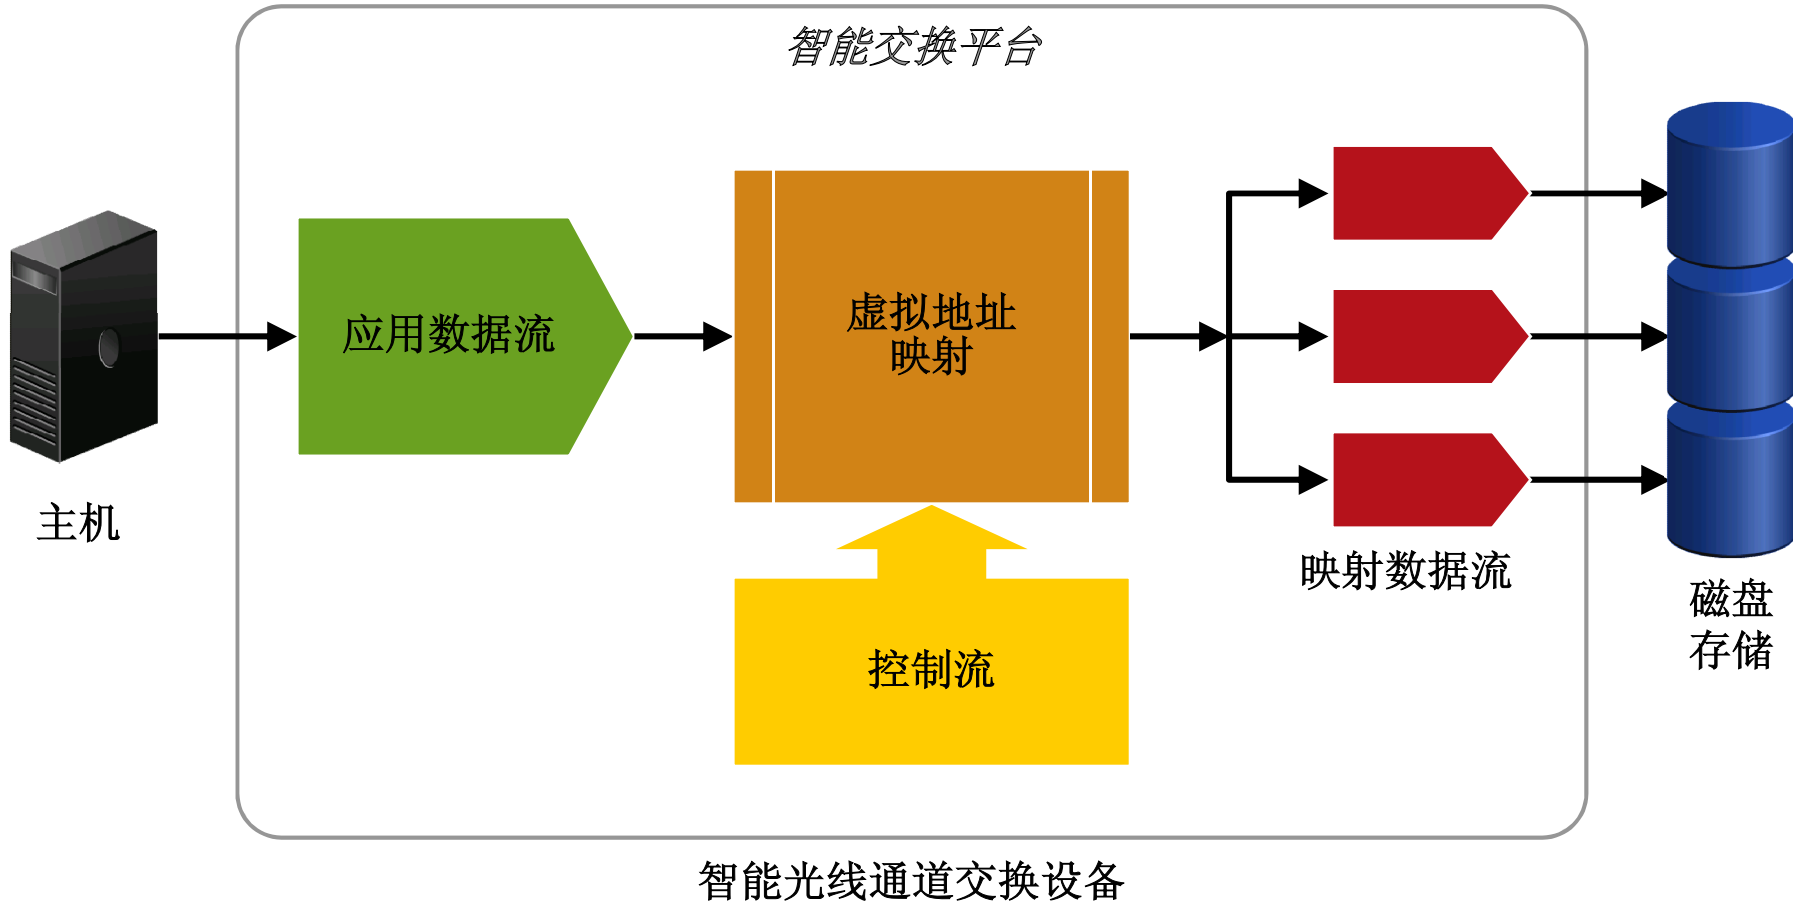 智能交换平台
应用数据流
虚拟地址
映射
主机
控制流
映射数据流
磁盘
存储
智能光线通道交换设备